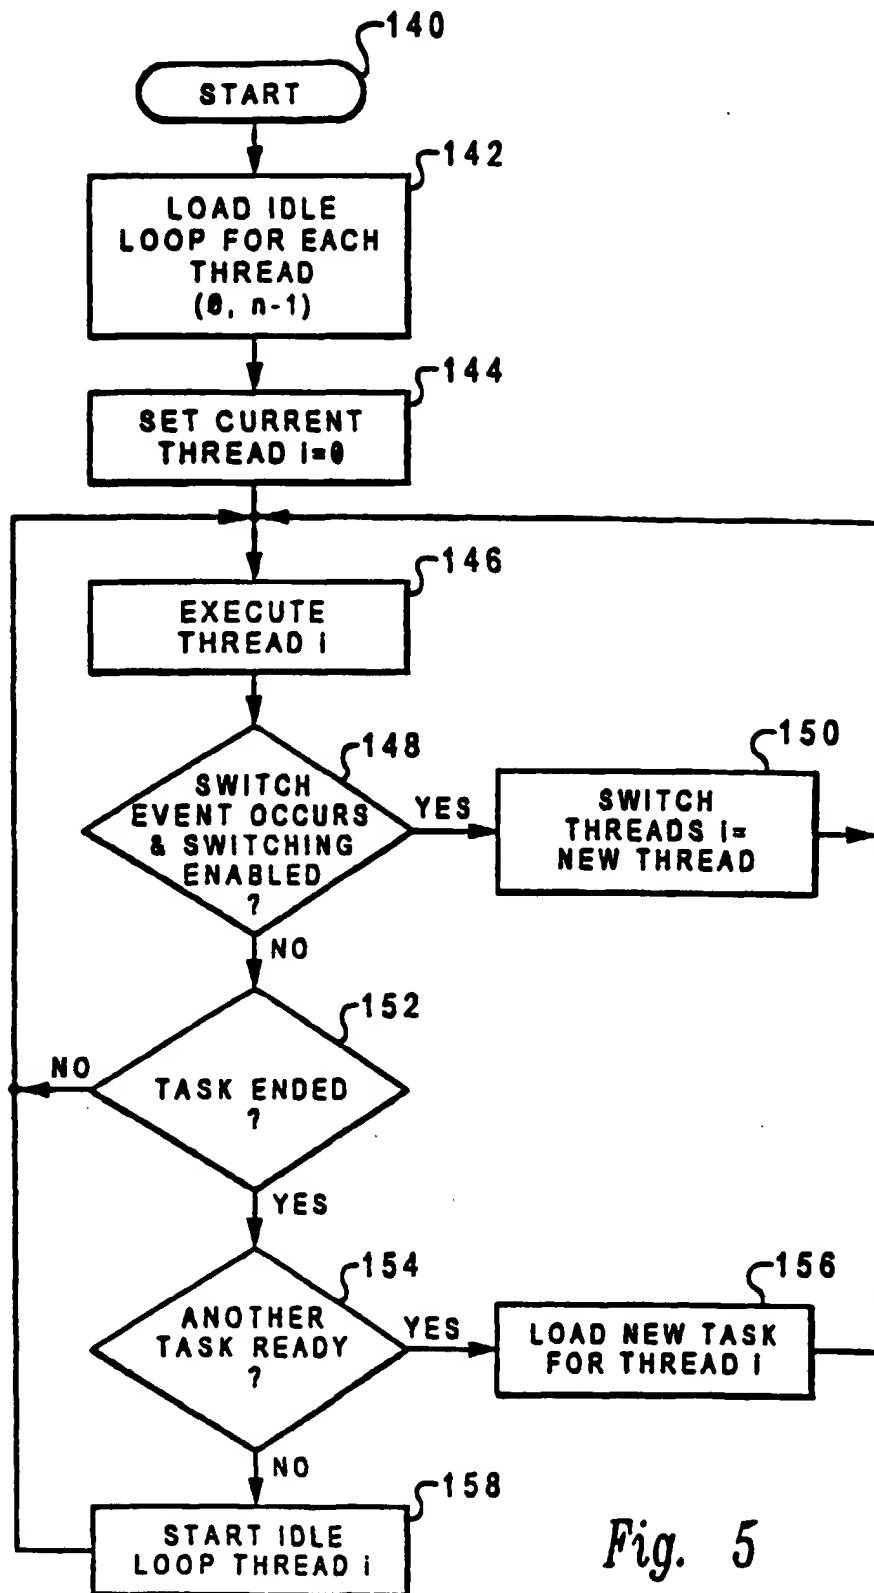 140
START
142
LOAD IDLE
LOOP FOR EACH
THREAD
(0, n-1)
144
SET CURRENT
THREAD i=0
146
EXECUTE
THREAD i
148
SWITCH
EVENT OCCURS
& SWITCHING
ENABLED
?
YES
150
SWITCH
THREADS i=
NEW THREAD
NO
152
TASK ENDED
?
NO
YES
154
ANOTHER
TASK READY
?
YES
156
LOAD NEW TASK
FOR THREAD i
NO
158
START IDLE
LOOP THREAD i
Fig. 5